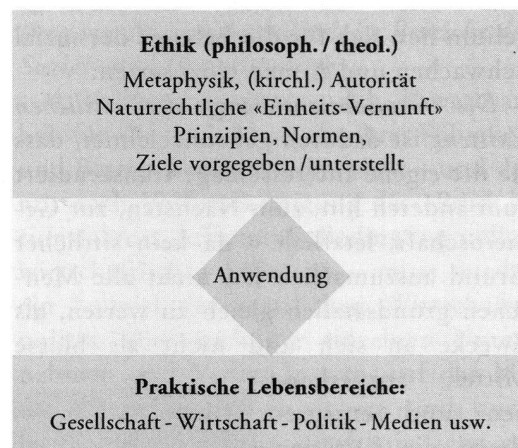 Ethik (philosoph. / theol.)
Metaphysik, (kirchl.) Autorität
Naturrechtliche «Einheits-Vernunft»
Prinzipien, Normen,
Ziele vorgegeben / unterstellt
Anwendung
Praktische Lebensbereiche:
Gesellschaft - Wirtschaft - Politik - Medien usw.